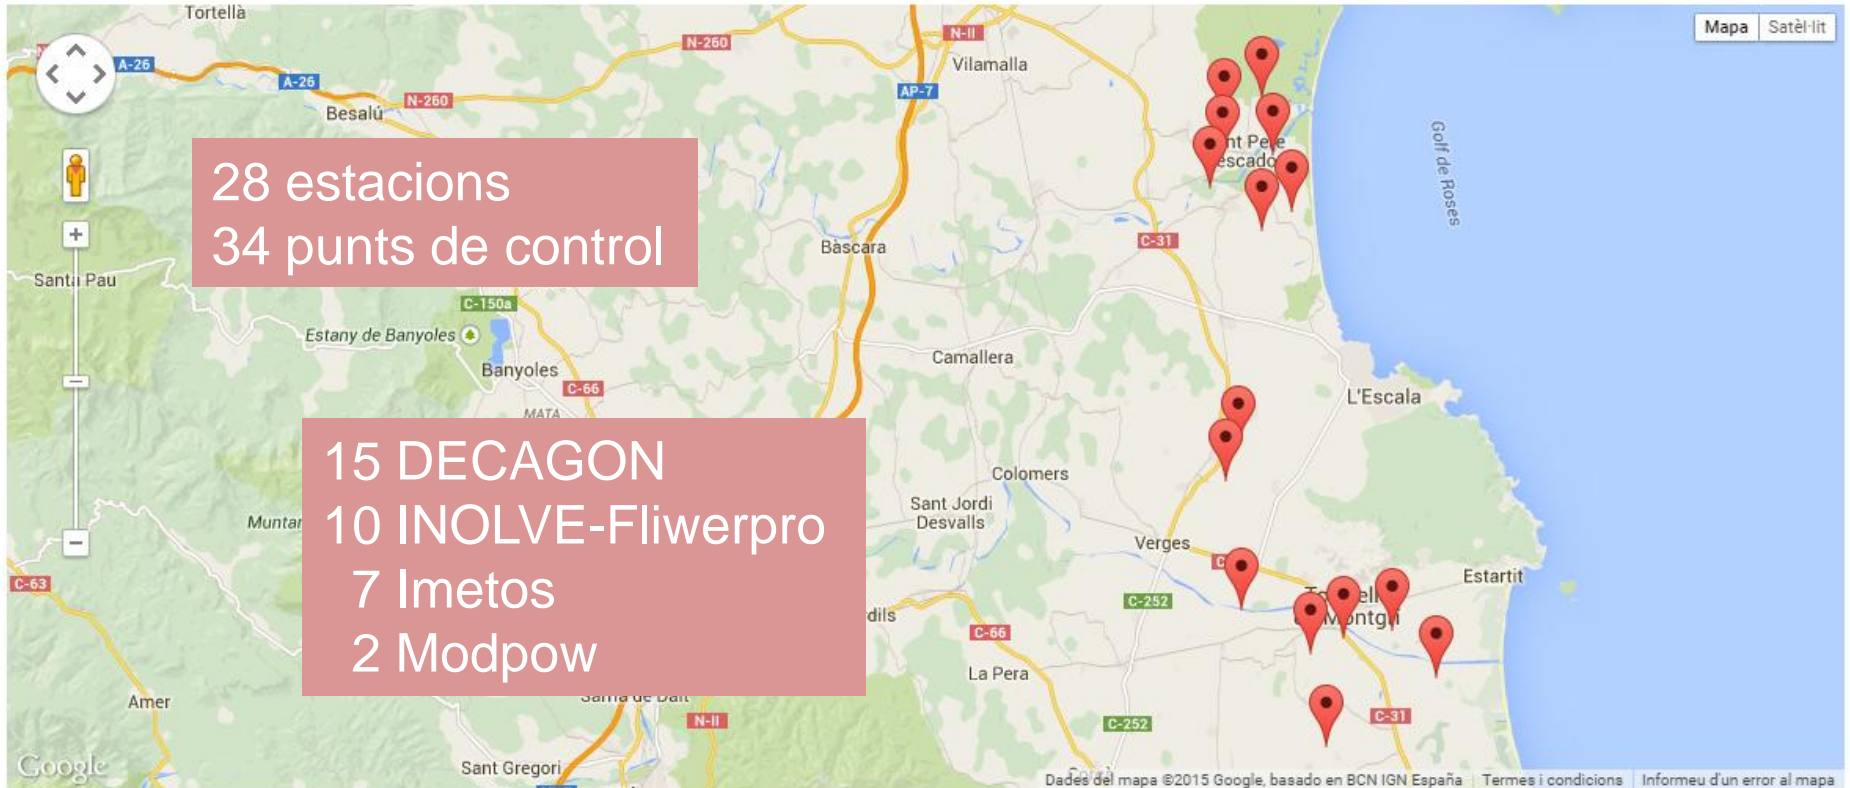 Tortellà
N-260
N-II
Mapa
Satèl·lit
A-26
A-26
Vilamalla
AP-7
N-260
Besalú
28 estacions
34 punts de control
Golf de Roses
C-31
Bàscara
Santa Pau
C-150a
Estany de Banyoles
Camallera
Banyoles
C-66
MATA
L'Escala
15 DECAGON
10 INOLVE-Fliwerpro
7 Imetos
2 Modpow
Colomers
Sant Jordi
Desvalls
Verges
C-63
Estartit
C-252
C-66
La Pera
Amer
N-II
C-252
C-31
Sant Gregori
Google
Dades del mapa ©2015 Google, basado en BCN IGN España
Termes i condicions
Informeu d'un error al mapa